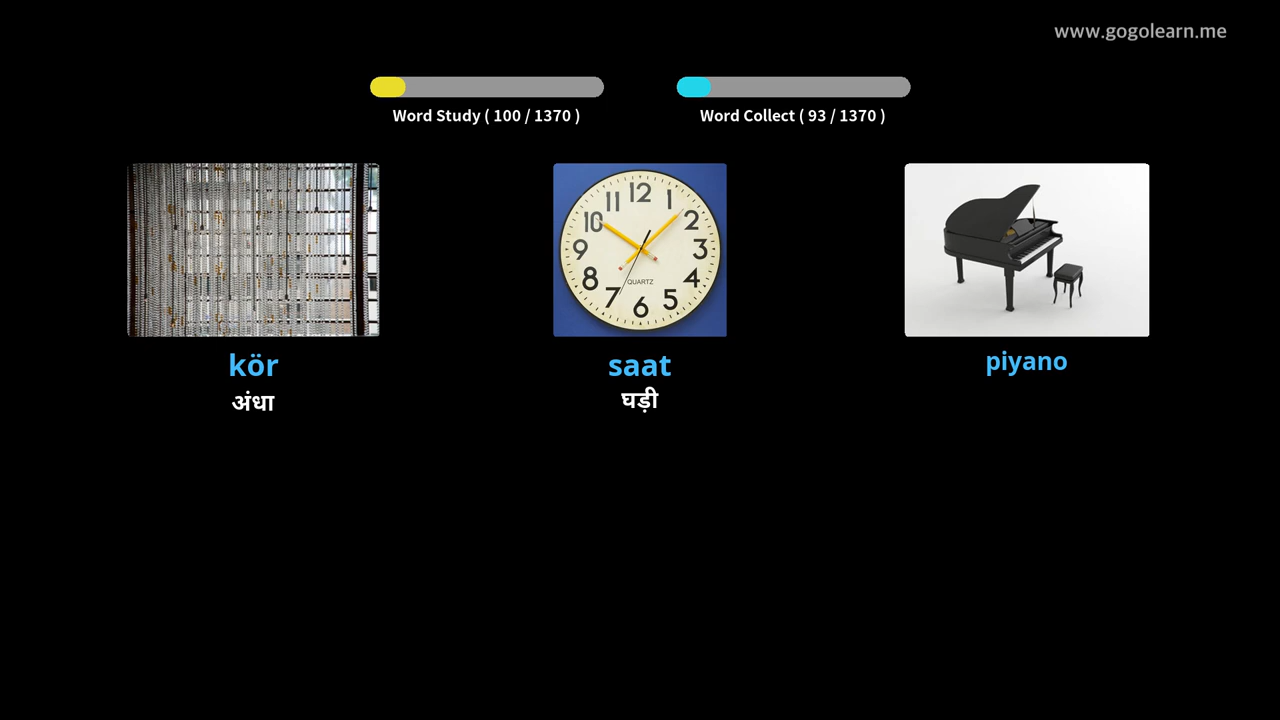 www.gogolearn.me
Word Study ( 100 / 1370 )
Word Collect ( 93 / 1370 )
12
1
2
3
4
5
6
7
8
9
10
11
QUARTZ
kör
अंधा
saat
घड़ी
piyano